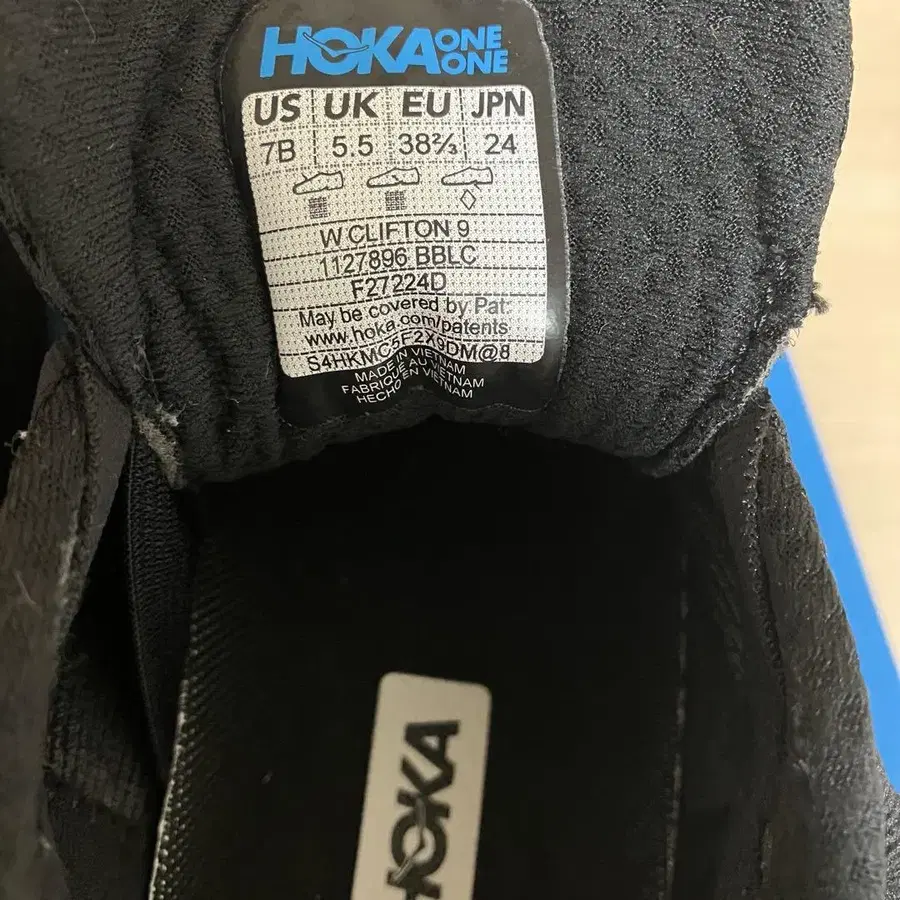 HOKA ONE ONE
US UK EU JPN
7B 5.5 38⅔ 24
W CLIFTON 9
1127896 BBLC
F27224D
May be covered by Pat:
www.hoka.com/patents
S4HKMC5F2X9DM@8
MADE IN VIETNAM
FABRIQUE AU VIETNAM
HECHO EN VIETNAM
HOKA